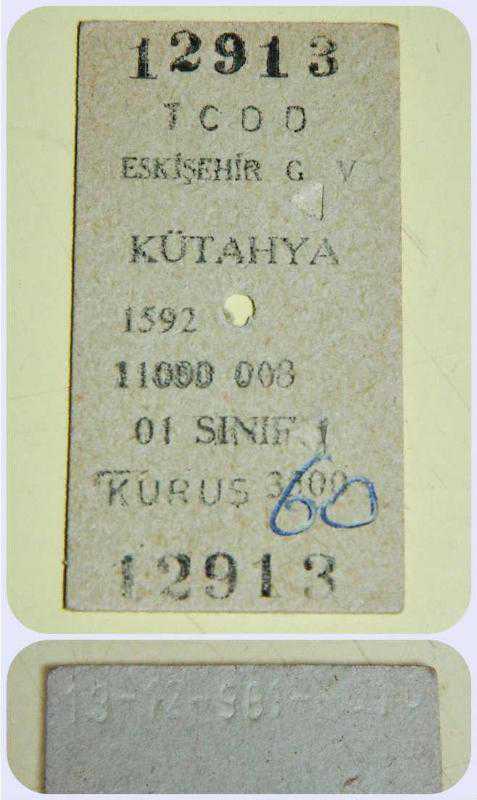 12913
TCDD
ESKİŞEHİR G V
KÜTAHYA
1592
11000 008
01 SINIF 1
KURUŞ
60
12913